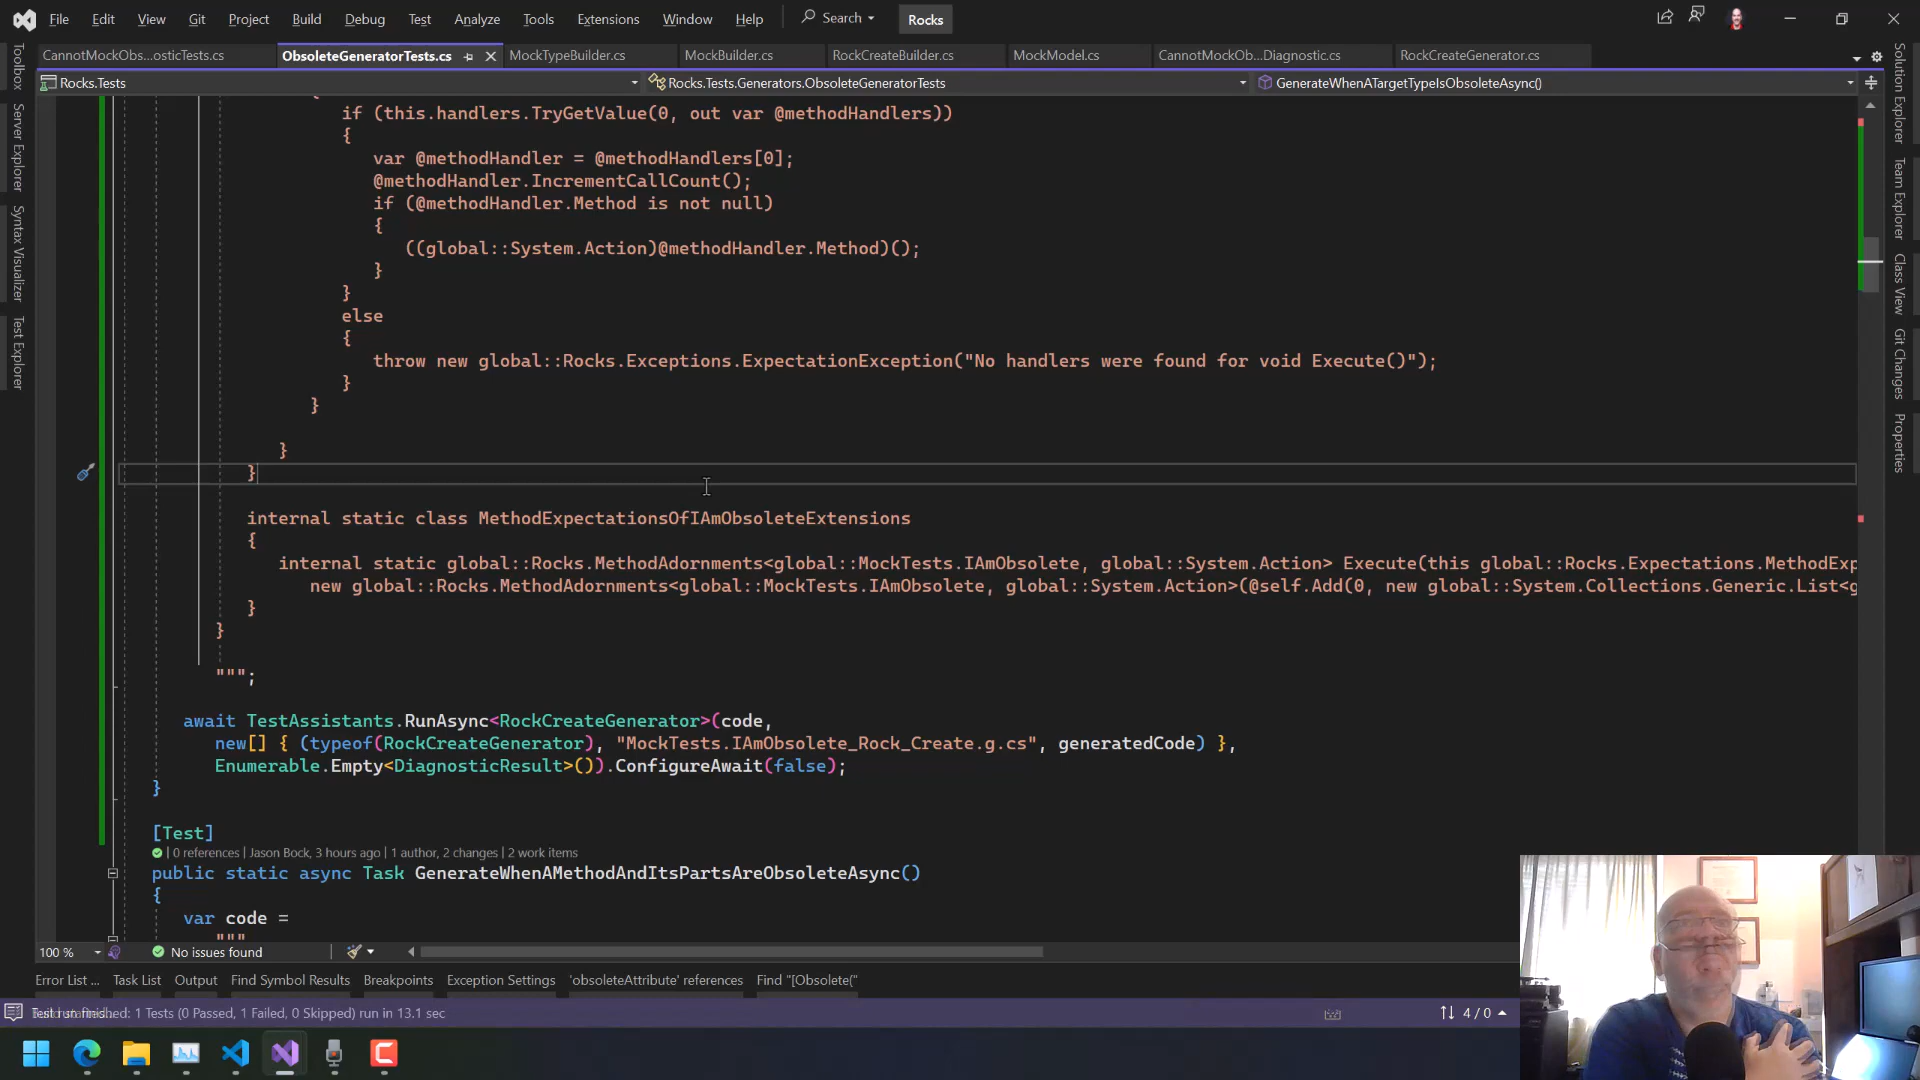 File Edit View Git Project Build Debug Test Analyze Tools Extensions Window Help Search Rocks
CannotMockObs...osticTests.cs ObsoleteGeneratorTests.cs MockTypeBuilder.cs MockBuilder.cs RockCreateBuilder.cs MockModel.cs CannotMockOb...Diagnostic.cs RockCreateGenerator.cs
Rocks.Tests Rocks.Tests.Generators.ObsoleteGeneratorTests GenerateWhenATargetTypeIsObsoleteAsync()
Toolbox
Server Explorer
Syntax Visualizer
Test Explorer
{
if (this.handlers.TryGetValue(0, out var @methodHandlers))
{
var @methodHandler = @methodHandlers[0];
@methodHandler.IncrementCallCount();
if (@methodHandler.Method is not null)
{
((global::System.Action)@methodHandler.Method)();
}
}
else
{
throw new global::Rocks.Exceptions.ExpectationException("No handlers were found for void Execute()");
}
}
}
}
internal static class MethodExpectationsOfIAmObsoleteExtensions
{
internal static global::Rocks.MethodAdornments<global::MockTests.IAmObsolete, global::System.Action> Execute(this global::Rocks.Expectations.MethodExp
new global::Rocks.MethodAdornments<global::MockTests.IAmObsolete, global::System.Action>(@self.Add(0, new global::System.Collections.Generic.List<g
}
}
""";
await TestAssistants.RunAsync<RockCreateGenerator>(code,
new[] { (typeof(RockCreateGenerator), "MockTests.IAmObsolete_Rock_Create.g.cs", generatedCode) },
Enumerable.Empty<DiagnosticResult>()).ConfigureAwait(false);
}
[Test]
0 references | Jason Bock, 3 hours ago | 1 author, 2 changes | 2 work items
public static async Task GenerateWhenAMethodAndItsPartsAreObsoleteAsync()
{
var code =
"""
Solution Explorer
Team Explorer
Class View
Git Changes
Properties
100 % No issues found
Error List ... Task List Output Find Symbol Results Breakpoints Exception Settings 'obsoleteAttribute' references Find "[Obsolete("
1 Tests (0 Passed, 1 Failed, 0 Skipped) run in 13.1 sec 4 / 0